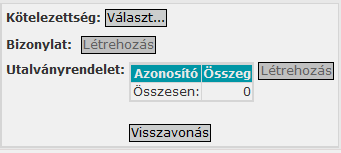 Kötelezettség: Választ...
Bizonylat: Létrehozás
Utalványrendelet: Azonosító Összeg Létrehozás
Összesen: 0
Visszavonás